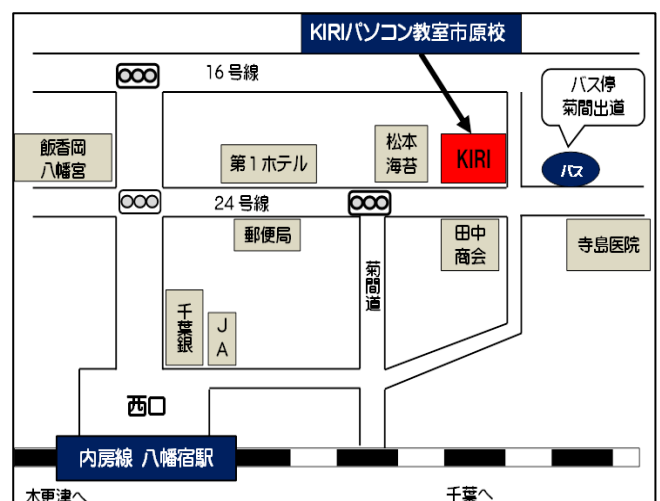 KIRIパソコン教室市原校
16号線
バス停
菊間出道
飯香岡
八幡宮
第1ホテル
松本
海苔
KIRI
バス
24号線
郵便局
田中
商会
寺島医院
菊間道
千葉銀
JA
西口
内房線 八幡宿駅
木更津へ
千葉へ